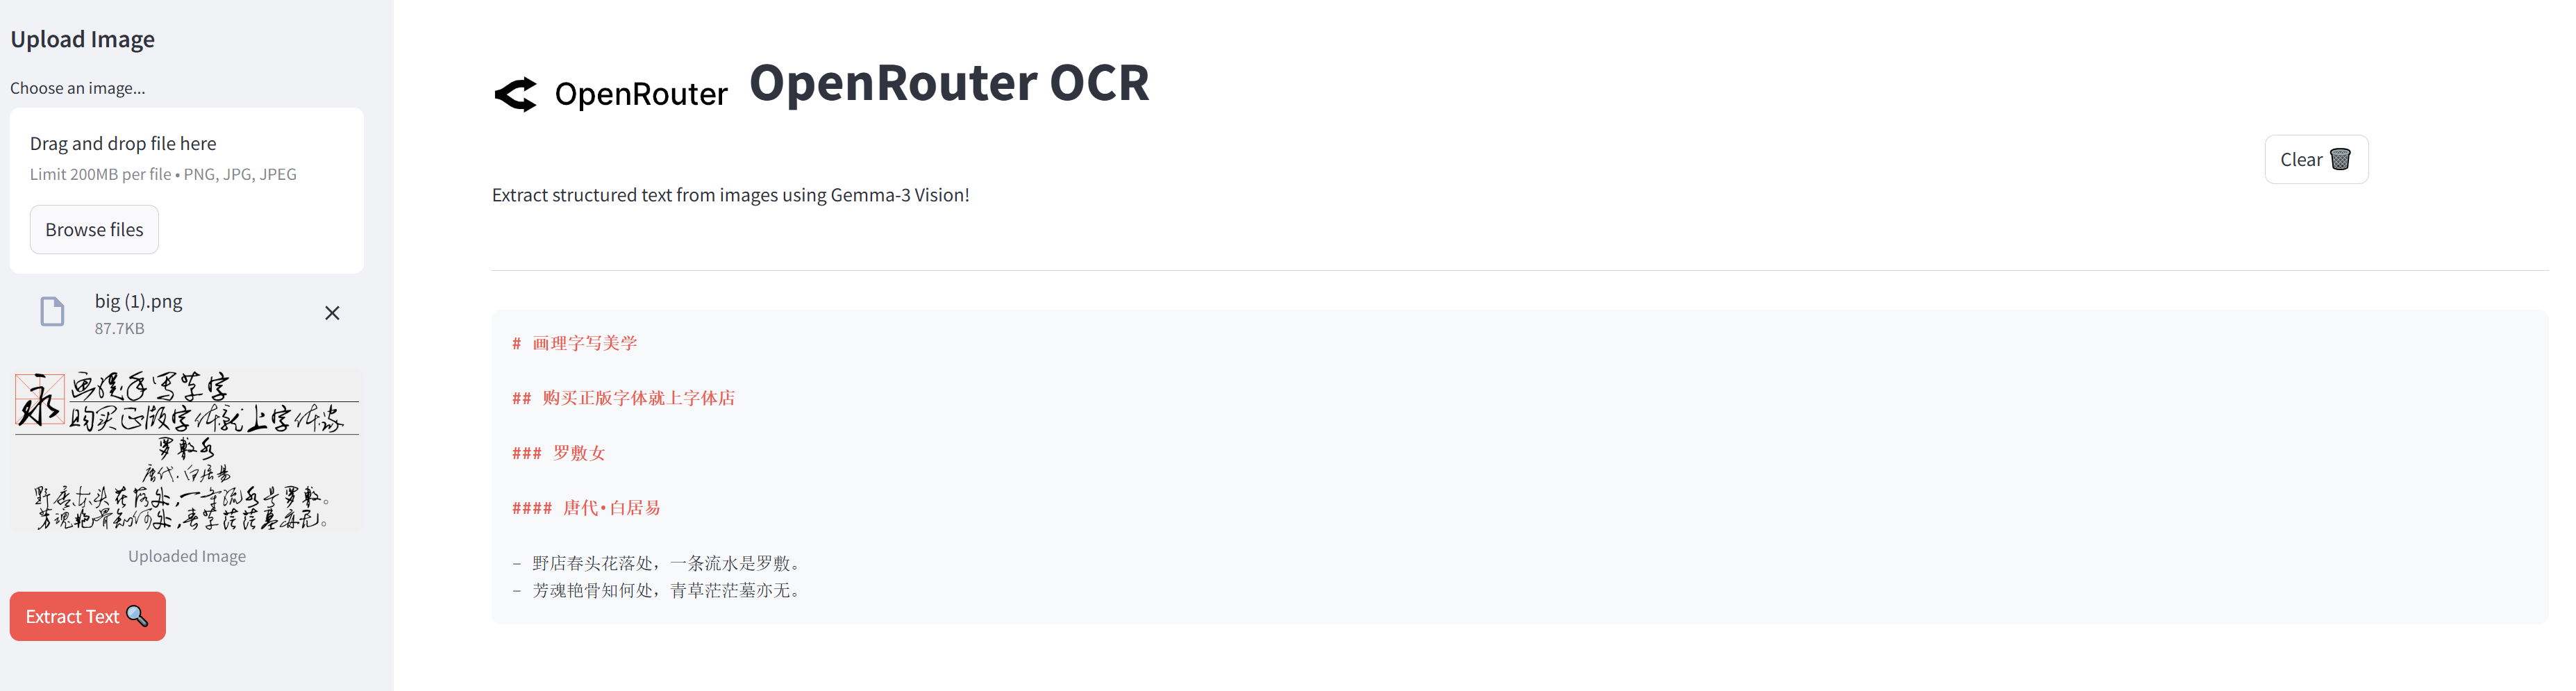 Upload Image
Choose an image...
Drag and drop file here
Limit 200MB per file • PNG, JPG, JPEG
Browse files
big (1).png
87.7KB
永
画提手写草字
购买正版字体就上字体家
罗敷水
唐代.白居易
野店东头花落处,一条流水号罗敷。
芳魂艳骨知何处,春草茫茫墓亦无。
Uploaded Image
Extract Text
OpenRouter
OpenRouter OCR
Clear
Extract structured text from images using Gemma-3 Vision!
# 画理字写美学
## 购买正版字体就上字体店
### 罗敷女
#### 唐代·白居易
- 野店春头花落处，一条流水是罗敷。
- 芳魂艳骨知何处，青草茫茫墓亦无。